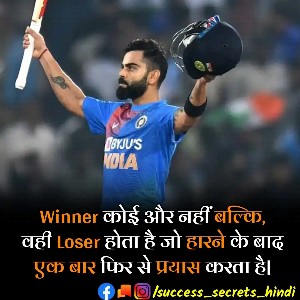 BYJU'S
INDIA
Winner कोई और नहीं बल्कि,
वही Loser होता है जो हारने के बाद
एक बार फिर से प्रयास करता है|
/success_secrets_hindi